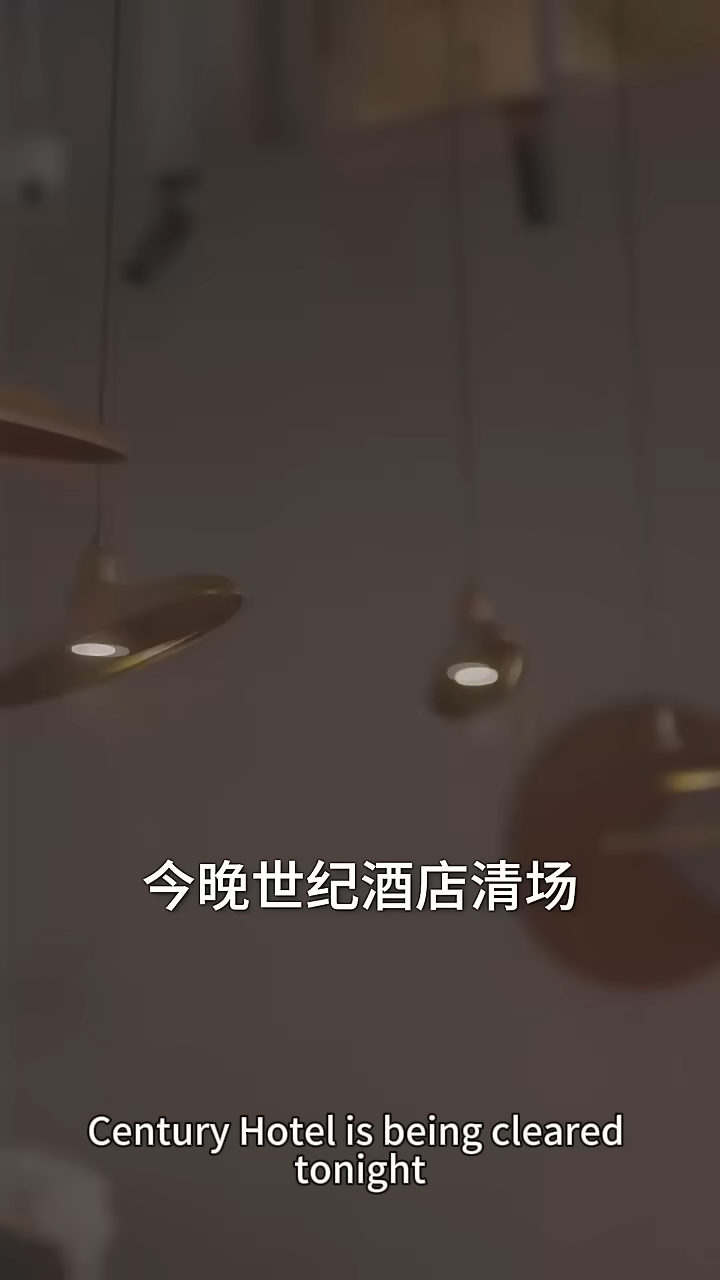 今晚世纪酒店清场
Century Hotel is being cleared
tonight